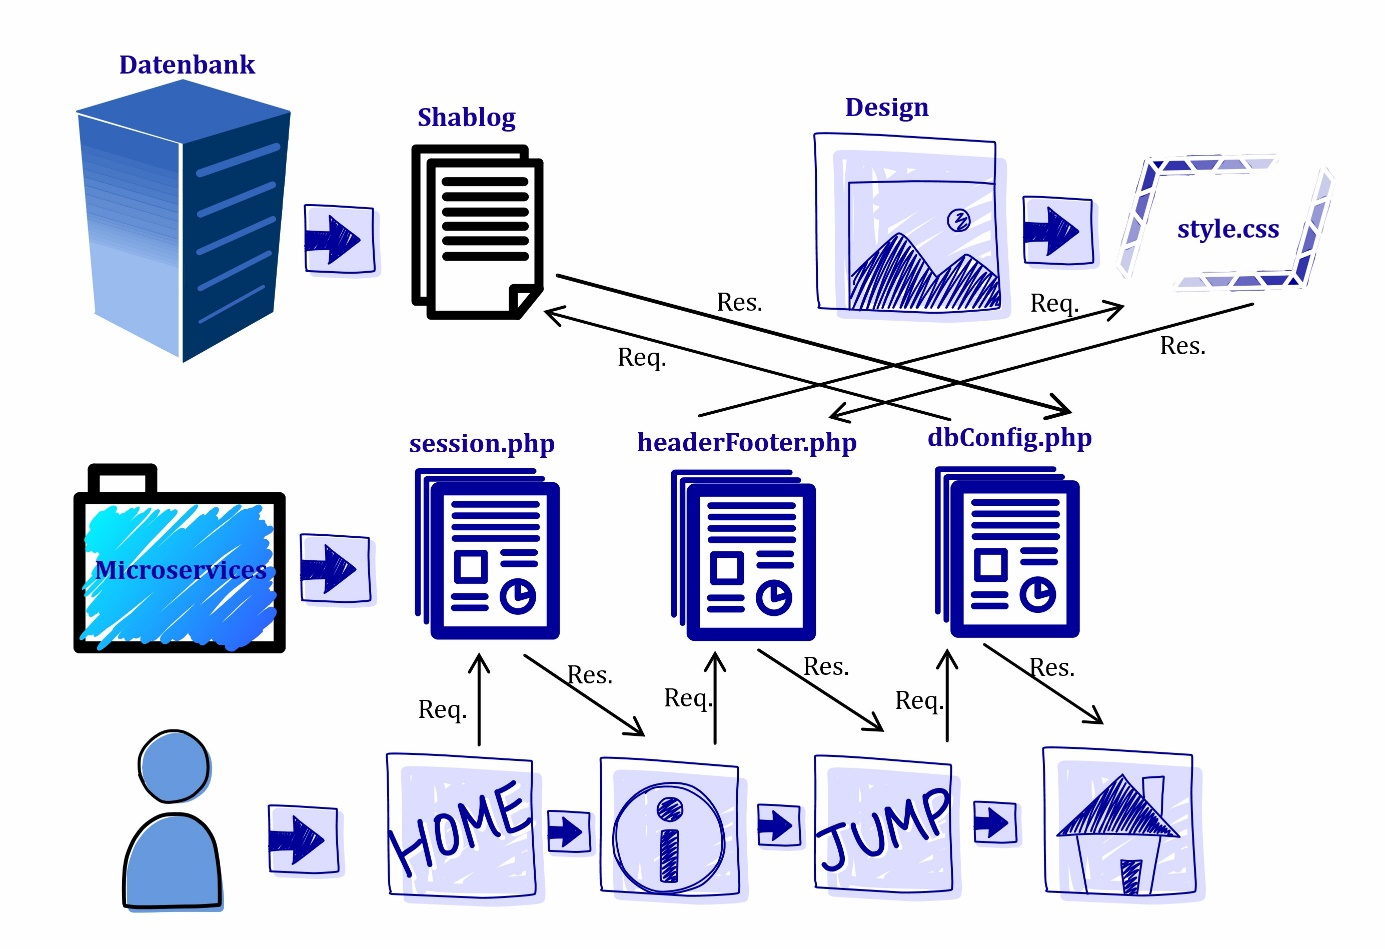 Datenbank
Shablog
Design
style.css
Res.
Req.
Req.
Res.
session.php
headerFooter.php
dbConfig.php
Microservices
Req.
Res.
Req.
Res.
Req.
Res.
HOME
i
JUMP